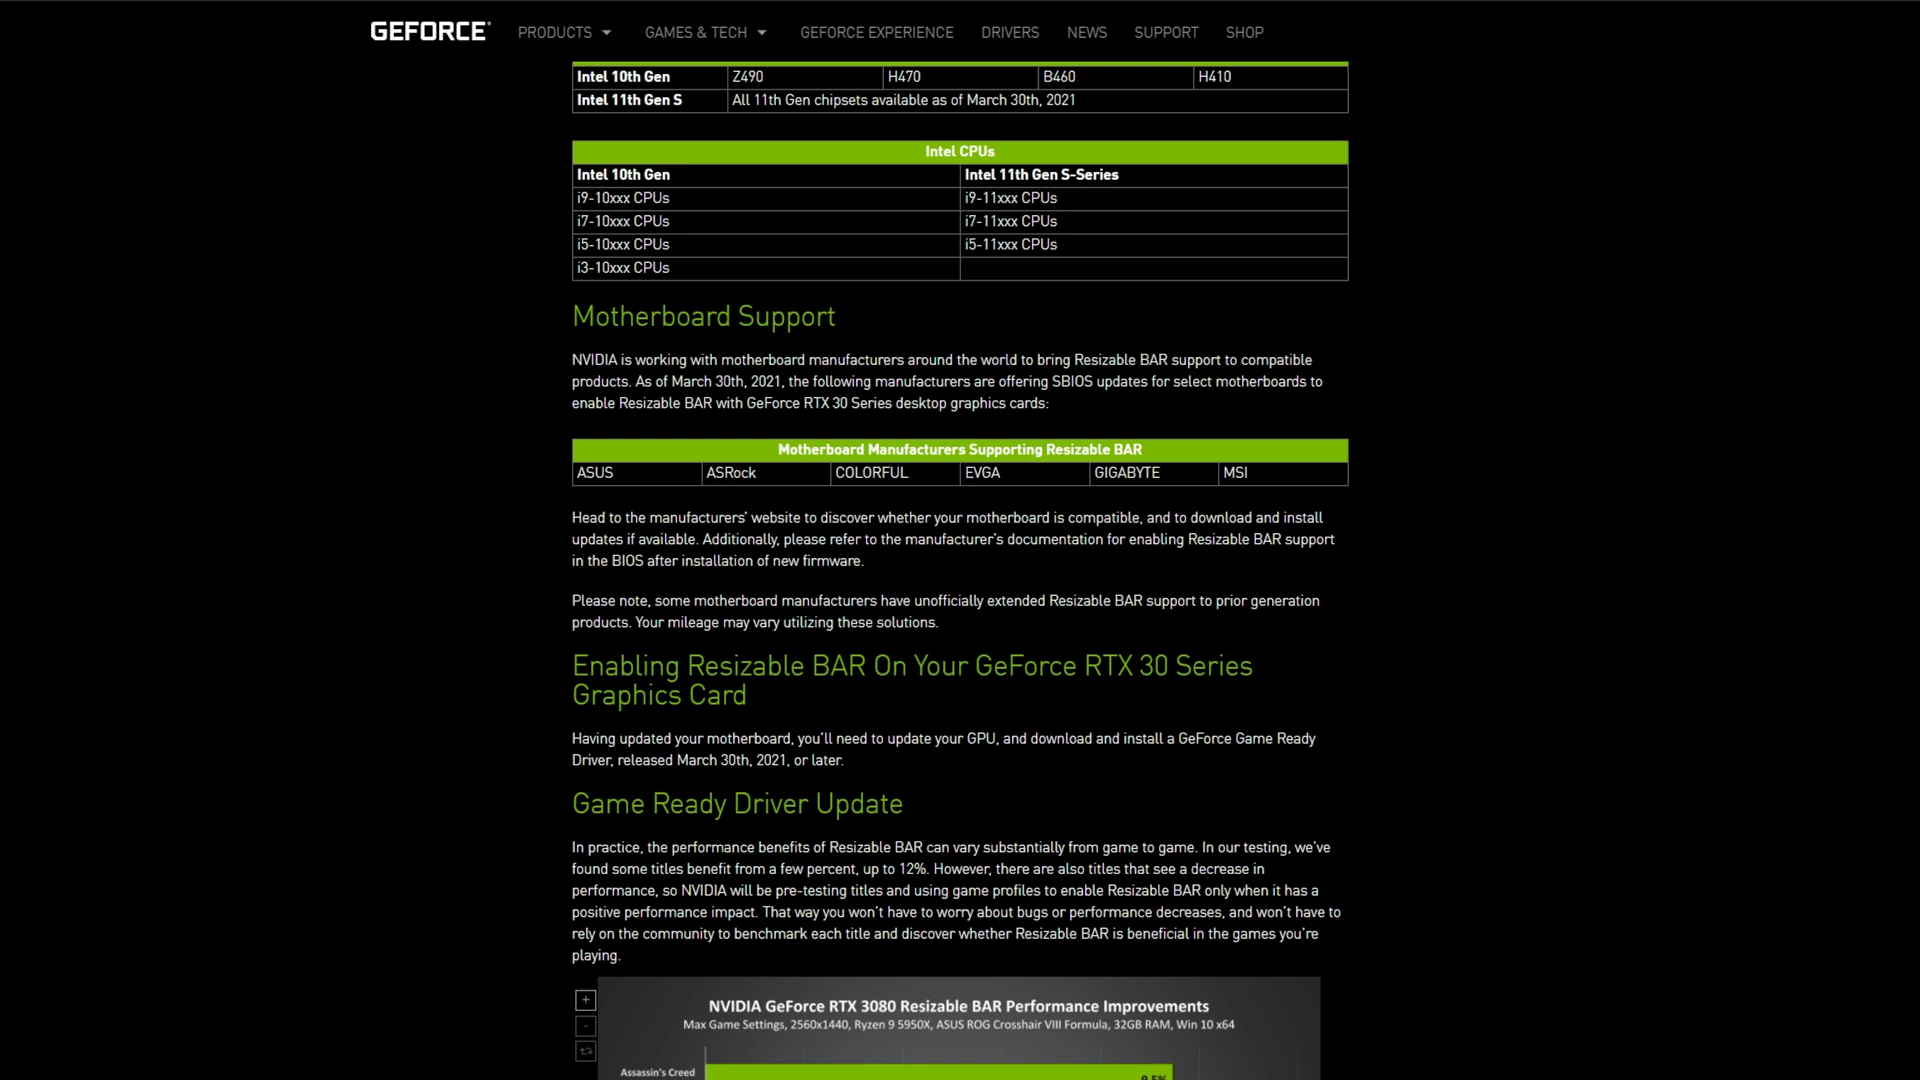 GEFORCE PRODUCTS GAMES & TECH GEFORCE EXPERIENCE DRIVERS NEWS SUPPORT SHOP
Intel 10th Gen Z490 H470 B460 H410
Intel 11th Gen S All 11th Gen chipsets available as of March 30th, 2021
Intel CPUs
Intel 10th Gen Intel 11th Gen S-Series
i9-10xxx CPUs i9-11xxx CPUs
i7-10xxx CPUs i7-11xxx CPUs
i5-10xxx CPUs i5-11xxx CPUs
i3-10xxx CPUs
Motherboard Support
NVIDIA is working with motherboard manufacturers around the world to bring Resizable BAR support to compatible
products. As of March 30th, 2021, the following manufacturers are offering SBIOS updates for select motherboards to
enable Resizable BAR with GeForce RTX 30 Series desktop graphics cards:
Motherboard Manufacturers Supporting Resizable BAR
ASUS ASRock COLORFUL EVGA GIGABYTE MSI
Head to the manufacturers’ website to discover whether your motherboard is compatible, and to download and install
updates if available. Additionally, please refer to the manufacturer’s documentation for enabling Resizable BAR support
in the BIOS after installation of new firmware.
Please note, some motherboard manufacturers have unofficially extended Resizable BAR support to prior generation
products. Your mileage may vary utilizing these solutions.
Enabling Resizable BAR On Your GeForce RTX 30 Series
Graphics Card
Having updated your motherboard, you’ll need to update your GPU, and download and install a GeForce Game Ready
Driver, released March 30th, 2021, or later.
Game Ready Driver Update
In practice, the performance benefits of Resizable BAR can vary substantially from game to game. In our testing, we’ve
found some titles benefit from a few percent, up to 12%. However, there are also titles that see a decrease in
performance, so NVIDIA will be pre-testing titles and using game profiles to enable Resizable BAR only when it has a
positive performance impact. That way you won’t have to worry about bugs or performance decreases, and won’t have to
rely on the community to benchmark each title and discover whether Resizable BAR is beneficial in the games you’re
playing.
NVIDIA GeForce RTX 3080 Resizable BAR Performance Improvements
Max Game Settings, 2560x1440, Ryzen 9 5950X, ASUS ROG Crosshair VIII Formula, 32GB RAM, Win 10 x64
Assassin's Creed 9.5%